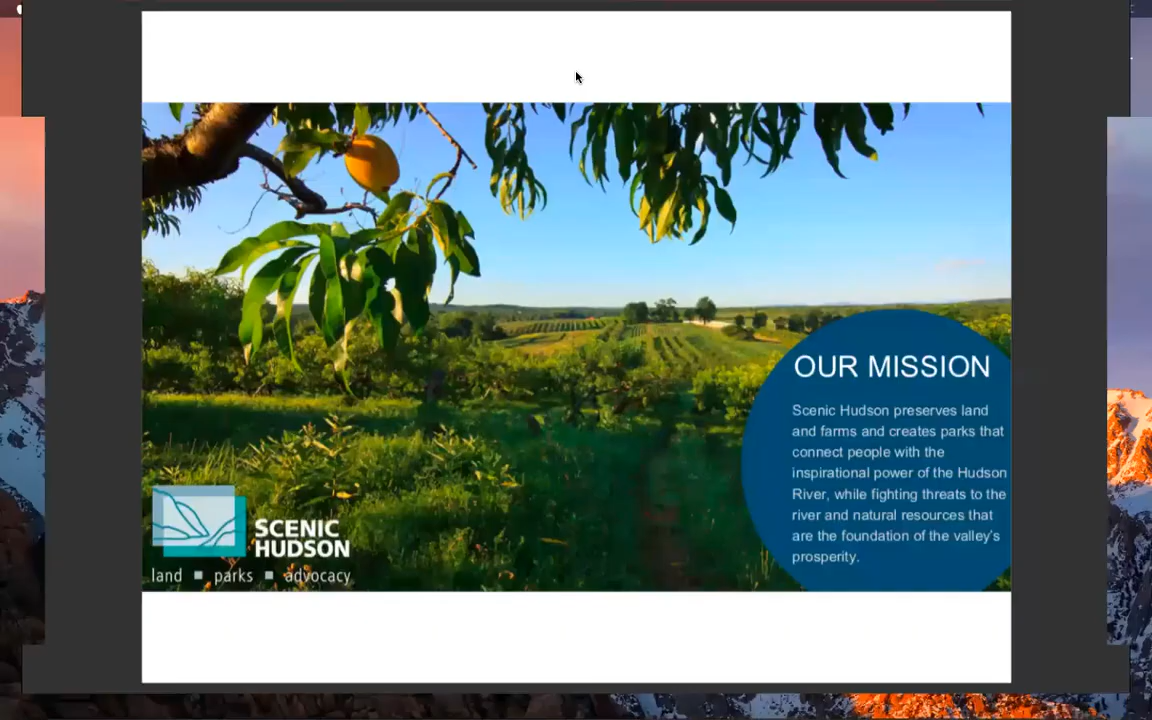 OUR MISSION
Scenic Hudson preserves land
and farms and creates parks that
connect people with the
inspirational power of the Hudson
River, while fighting threats to the
river and natural resources that
are the foundation of the valley's
prosperity.
SCENIC
HUDSON
land ■ parks ■ advocacy